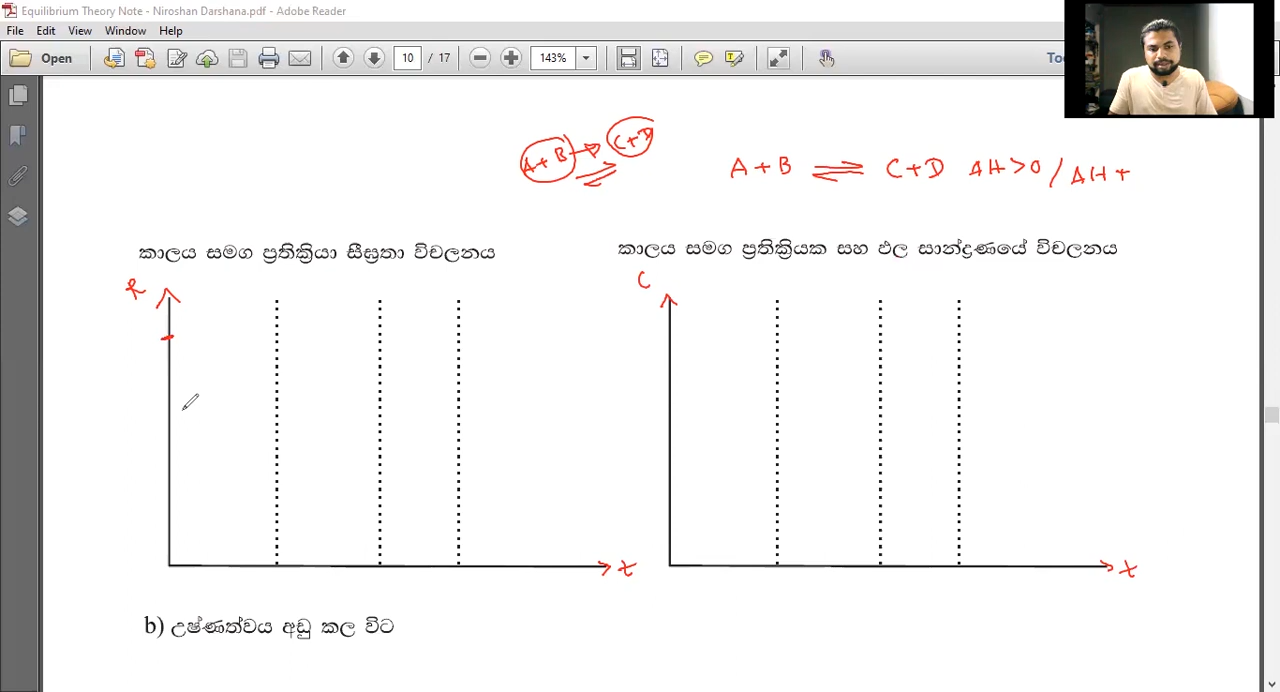 Equilibrium Theory Note - Niroshan Darshana.pdf - Adobe Reader
File Edit View Window Help
Open 10 / 17 143%
A+B → C+D
⇌
A + B ⇌ C+D ΔH>0 / ΔH +
කාලය සමග ප්‍රතික්‍රියා සීඝ්‍රතා විචලනය
කාලය සමග ප්‍රතික්‍රියක සහ ඵල සාන්ද්‍රණයේ විචලනය
R
C
t
t
b) උෂ්ණත්වය අඩු කල විට